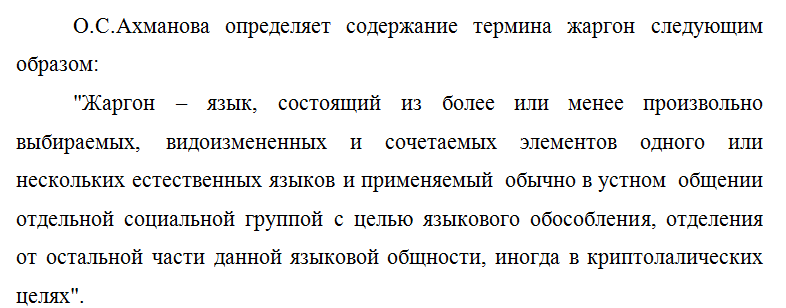 О.С.Ахманова определяет содержание термина жаргон следующим
образом:
"Жаргон – язык, состоящий из более или менее произвольно
выбираемых, видоизмененных и сочетаемых элементов одного или
нескольких естественных языков и применяемый обычно в устном общении
отдельной социальной группой с целью языкового обособления, отделения
от остальной части данной языковой общности, иногда в криптолалических
целях".